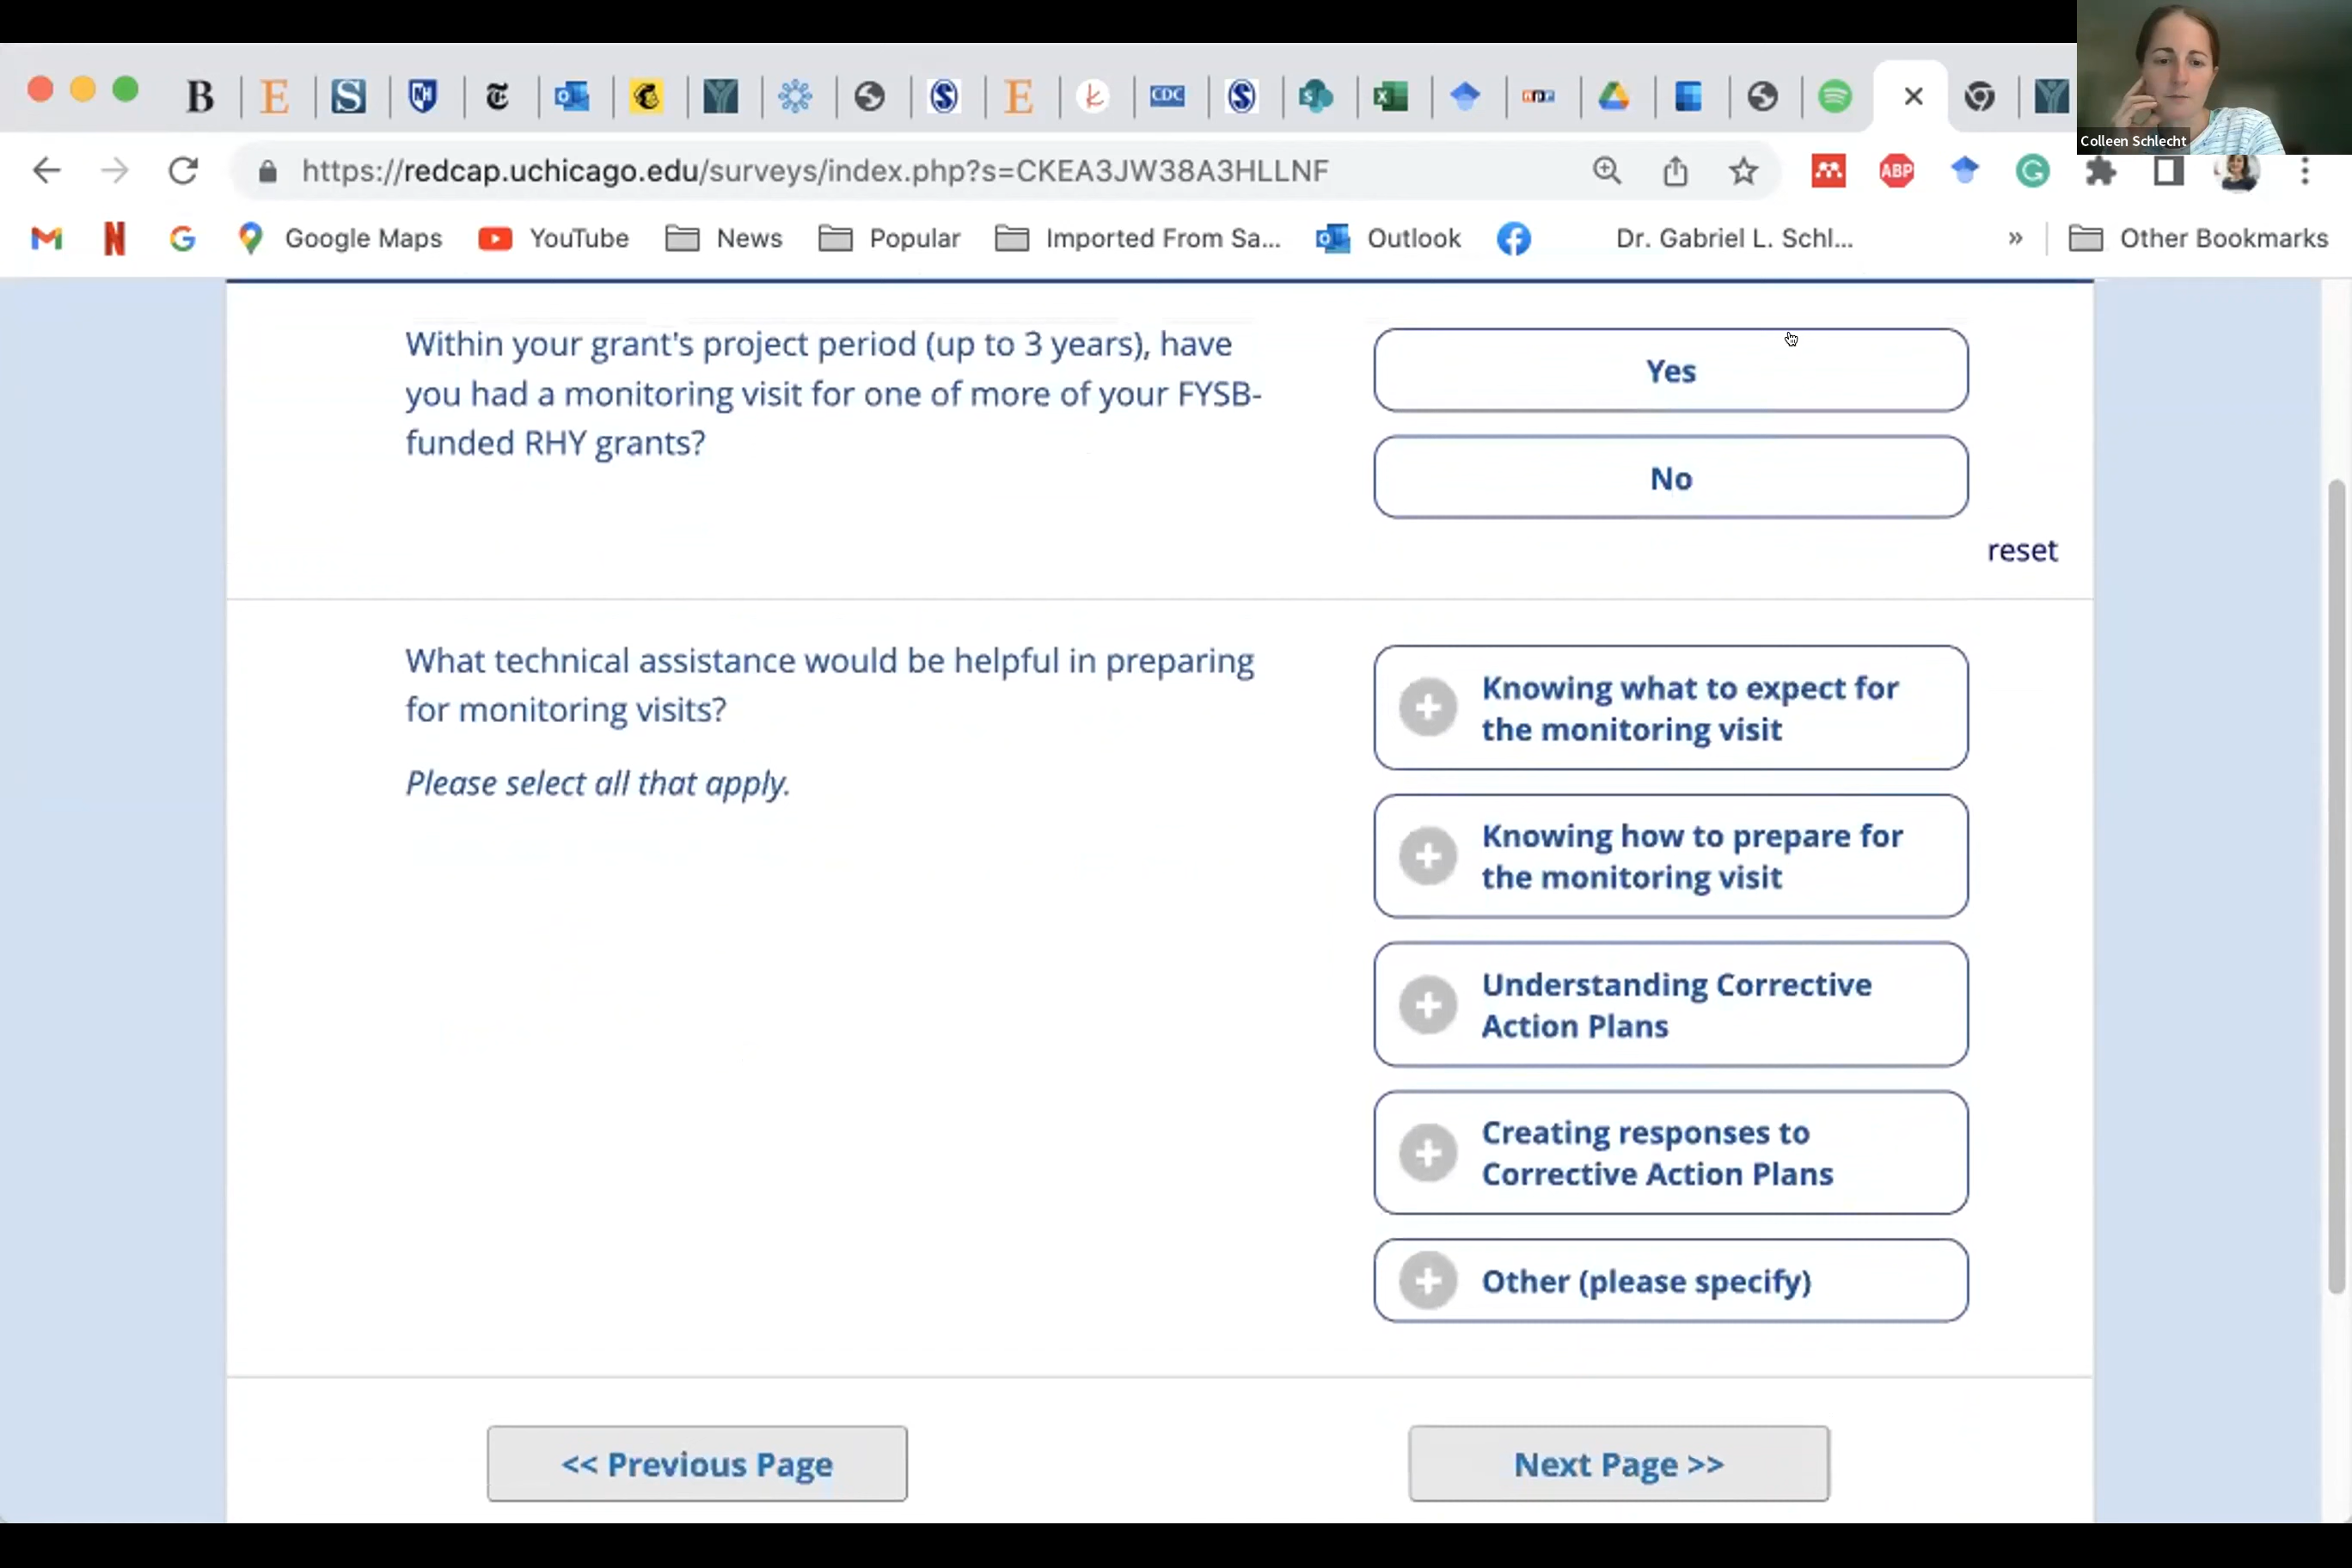 B
E
S
NH
CDC
S
E
S
X
npr
Colleen Schlecht
https://redcap.uchicago.edu/surveys/index.php?s=CKEA3JW38A3HLLNF
ABP
G
M N G Google Maps YouTube News Popular Imported From Sa... Outlook f Dr. Gabriel L. Schl... » Other Bookmarks
Within your grant's project period (up to 3 years), have
you had a monitoring visit for one of more of your FYSB-
funded RHY grants?
Yes
No
reset
What technical assistance would be helpful in preparing
for monitoring visits?
Please select all that apply.
Knowing what to expect for
the monitoring visit
Knowing how to prepare for
the monitoring visit
Understanding Corrective
Action Plans
Creating responses to
Corrective Action Plans
Other (please specify)
<< Previous Page
Next Page >>